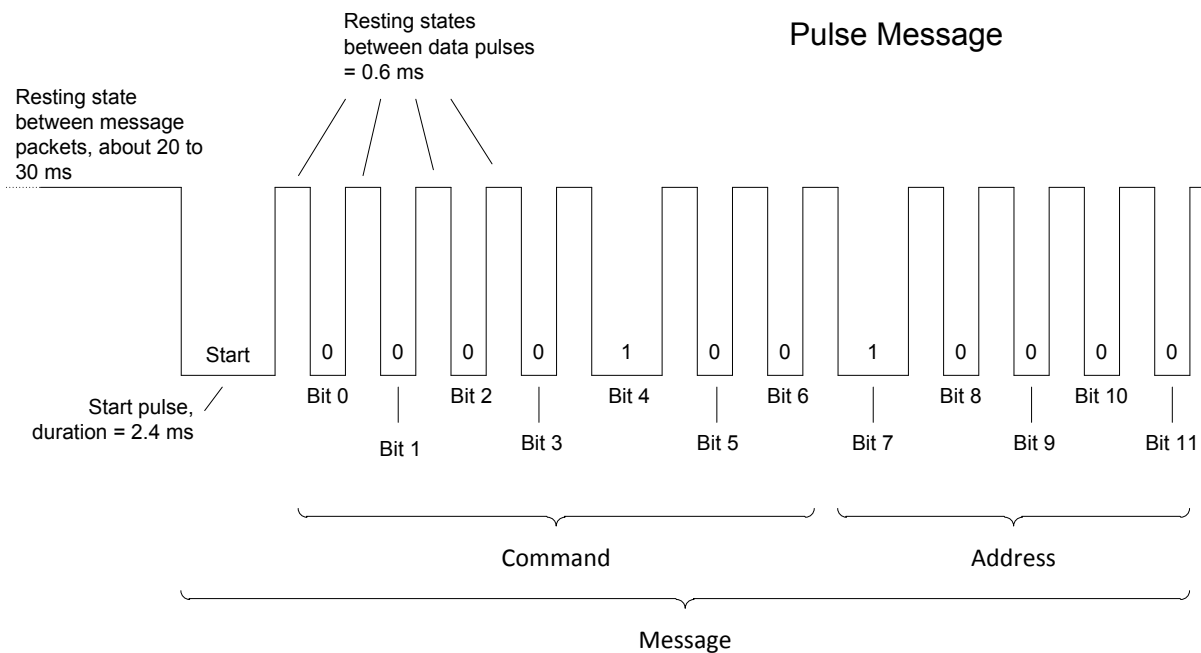 Pulse Message
Resting states
between data pulses
= 0.6 ms
Resting state
between message
packets, about 20 to
30 ms
Start
0
0
0
0
1
0
0
1
0
0
0
0
Start pulse,
duration = 2.4 ms
Bit 0
Bit 1
Bit 2
Bit 3
Bit 4
Bit 5
Bit 6
Bit 7
Bit 8
Bit 9
Bit 10
Bit 11
Command
Address
Message